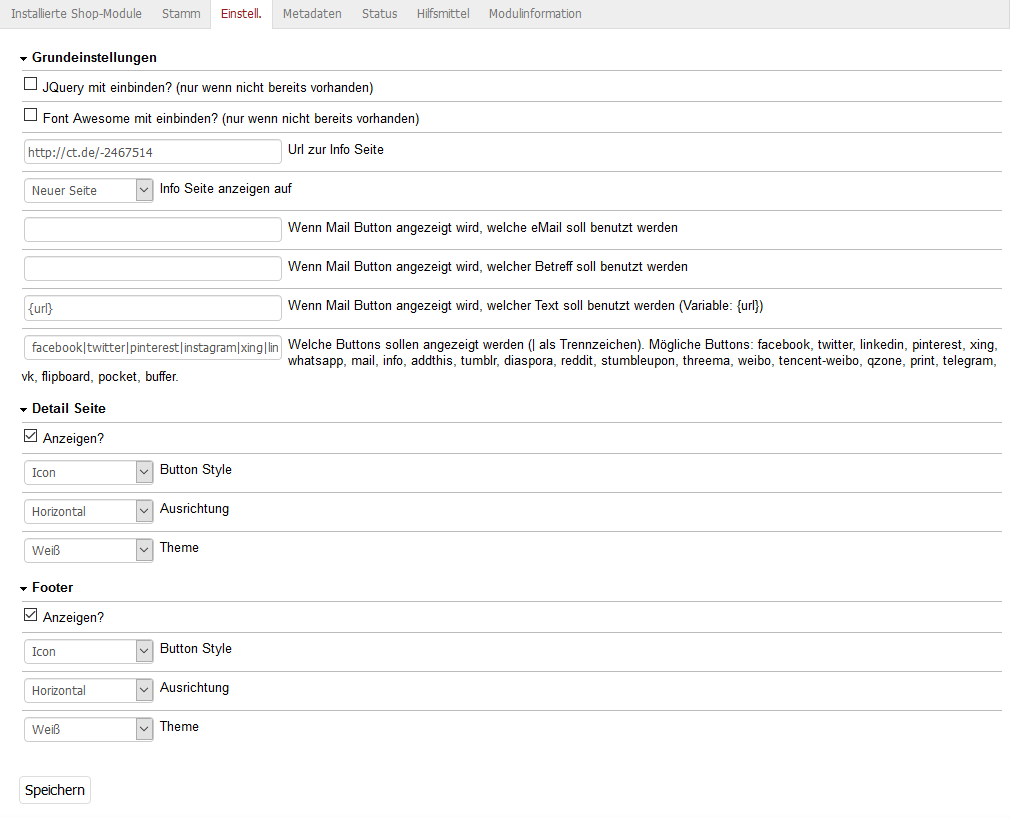 Installierte Shop-Module Stamm Einstell. Metadaten Status Hilfsmittel Modulinformation
Grundeinstellungen
JQuery mit einbinden? (nur wenn nicht bereits vorhanden)
Font Awesome mit einbinden? (nur wenn nicht bereits vorhanden)
http://ct.de/-2467514 Url zur Info Seite
Neuer Seite Info Seite anzeigen auf
Wenn Mail Button angezeigt wird, welche eMail soll benutzt werden
Wenn Mail Button angezeigt wird, welcher Betreff soll benutzt werden
{url} Wenn Mail Button angezeigt wird, welcher Text soll benutzt werden (Variable: {url})
facebook|twitter|pinterest|instagram|xing|lin Welche Buttons sollen angezeigt werden (| als Trennzeichen). Mögliche Buttons: facebook, twitter, linkedin, pinterest, xing,
whatsapp, mail, info, addthis, tumblr, diaspora, reddit, stumbleupon, threema, weibo, tencent-weibo, qzone, print, telegram,
vk, flipboard, pocket, buffer.
Detail Seite
Anzeigen?
Icon Button Style
Horizontal Ausrichtung
Weiß Theme
Footer
Anzeigen?
Icon Button Style
Horizontal Ausrichtung
Weiß Theme
Speichern